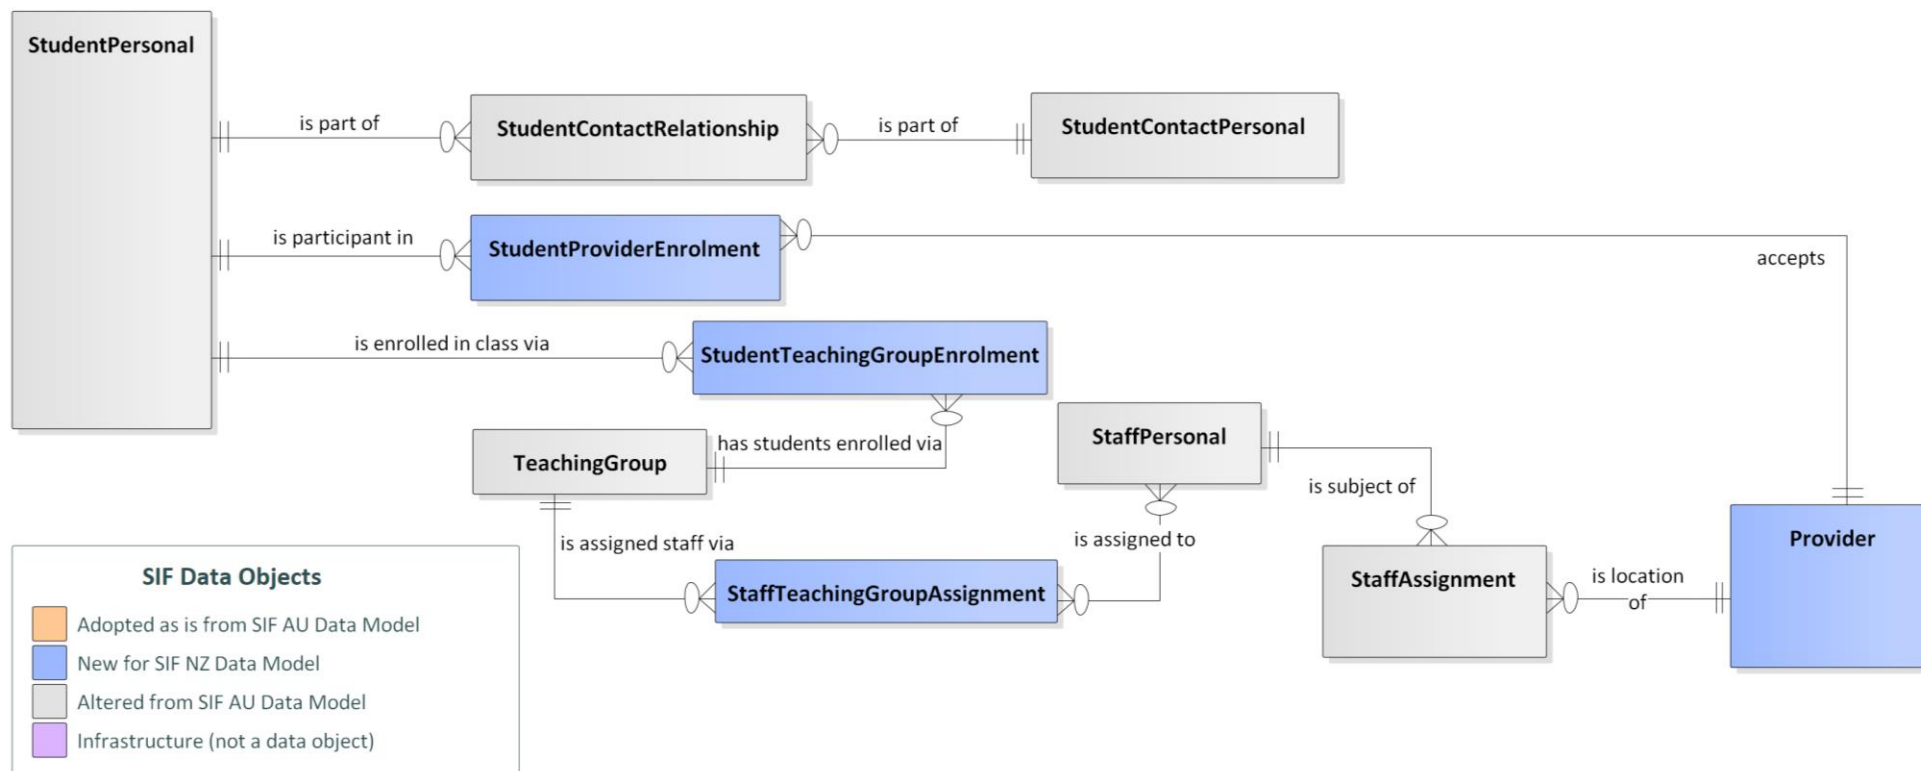 StudentPersonal
is part of
StudentContactRelationship
is part of
StudentContactPersonal
is participant in
StudentProviderEnrolment
accepts
is enrolled in class via
StudentTeachingGroupEnrolment
TeachingGroup
has students enrolled via
StaffPersonal
is subject of
is assigned staff via
StaffTeachingGroupAssignment
is assigned to
StaffAssignment
is location
of
Provider
SIF Data Objects
Adopted as is from SIF AU Data Model
New for SIF NZ Data Model
Altered from SIF AU Data Model
Infrastructure (not a data object)